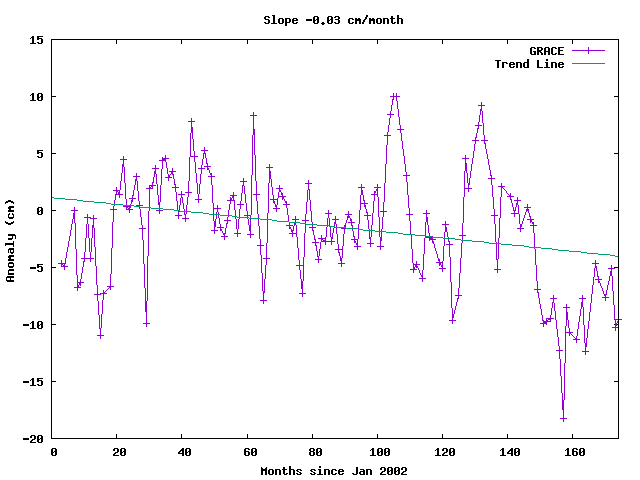 Slope -0.03 cm/month
GRACE
Trend Line
15
10
5
0
-5
-10
-15
-20
Anomaly (cm)
0 20 40 60 80 100 120 140 160
Months since Jan 2002